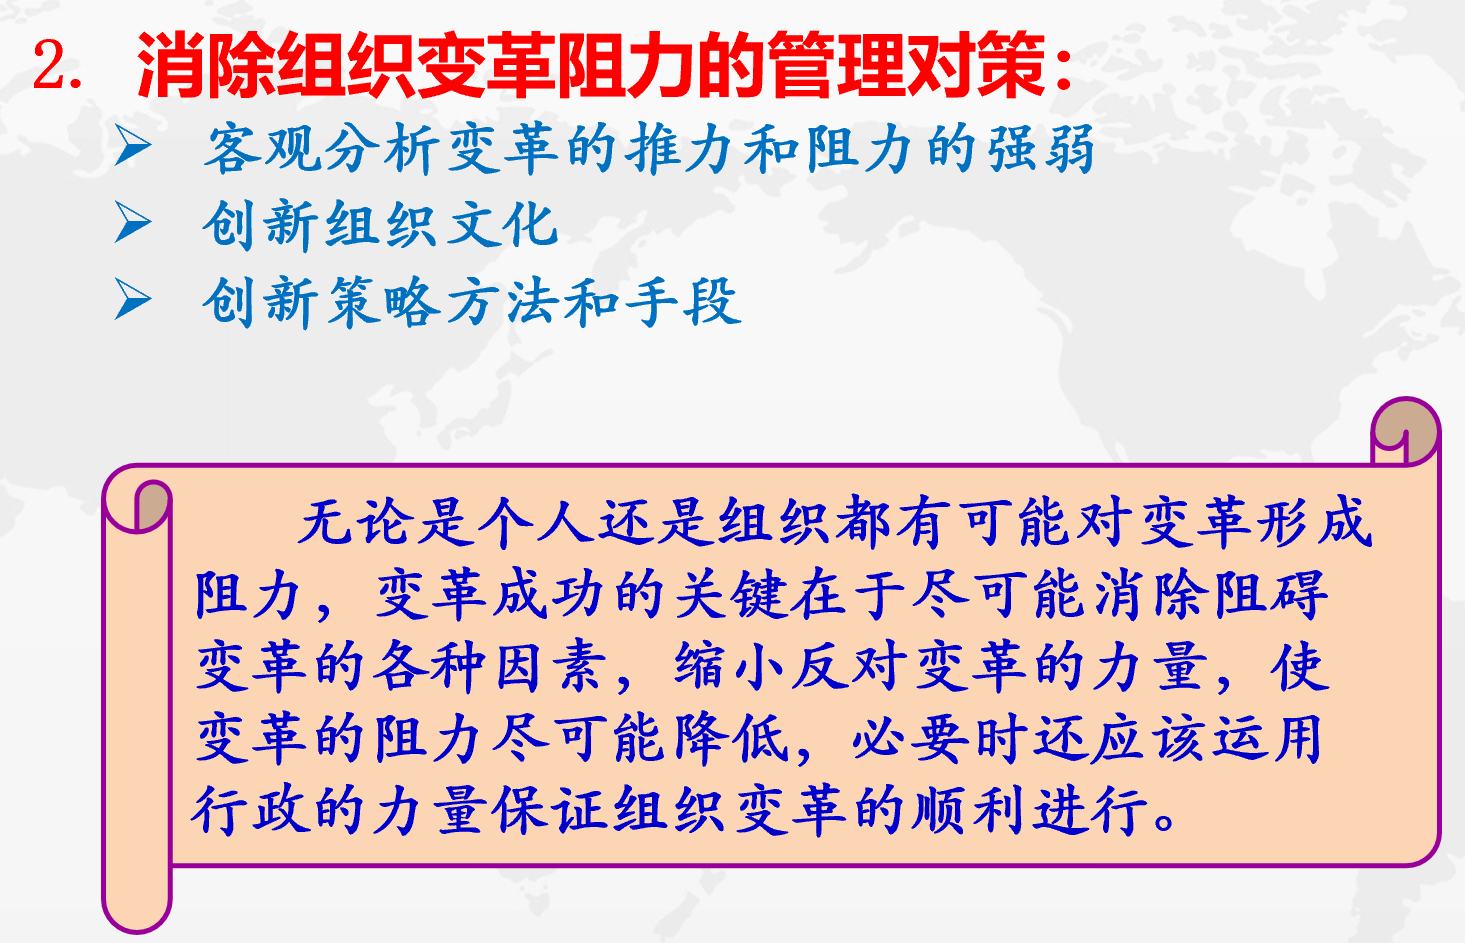 2. 消除组织变革阻力的管理对策：
➢ 客观分析变革的推力和阻力的强弱
➢ 创新组织文化
➢ 创新策略方法和手段
无论是个人还是组织都有可能对变革形成
阻力，变革成功的关键在于尽可能消除阻碍
变革的各种因素，缩小反对变革的力量，使
变革的阻力尽可能降低，必要时还应该运用
行政的力量保证组织变革的顺利进行。